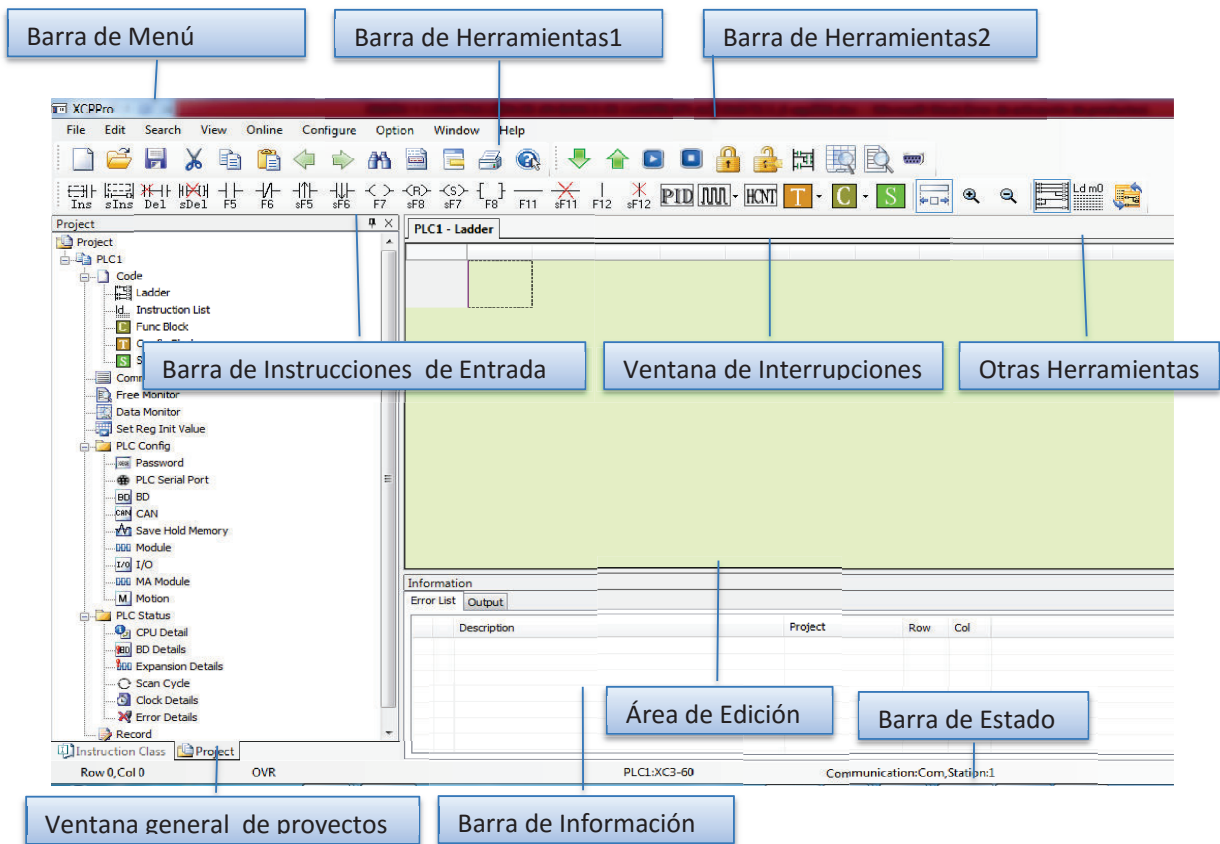 Barra de Menú
Barra de Herramientas1
Barra de Herramientas2
XCPPro
File Edit Search View Online Configure Option Window Help
Ins sIns Del sDel F5 F6 sF5 sF6 F7 sF8 sF7 F8 F11 sF11 F12 sF12 PID HCNT T C S Ld m0
Project
PLC1 - Ladder
Project
PLC1
Code
Ladder
Instruction List
Func Block
Barra de Instrucciones de Entrada
Ventana de Interrupciones
Otras Herramientas
Free Monitor
Data Monitor
Set Reg Init Value
PLC Config
Password
PLC Serial Port
BD BD
CAN CAN
Save Hold Memory
Module
I/O I/O
MA Module
M Motion
PLC Status
CPU Detail
BD BD Details
Expansion Details
Scan Cycle
Clock Details
Error Details
Record
Instruction Class Project
Information
Error List Output
Description Project Row Col
Área de Edición
Barra de Estado
Row 0,Col 0 OVR PLC1:XC3-60 Communication:Com,Station:1
Ventana general de proyectos
Barra de Información